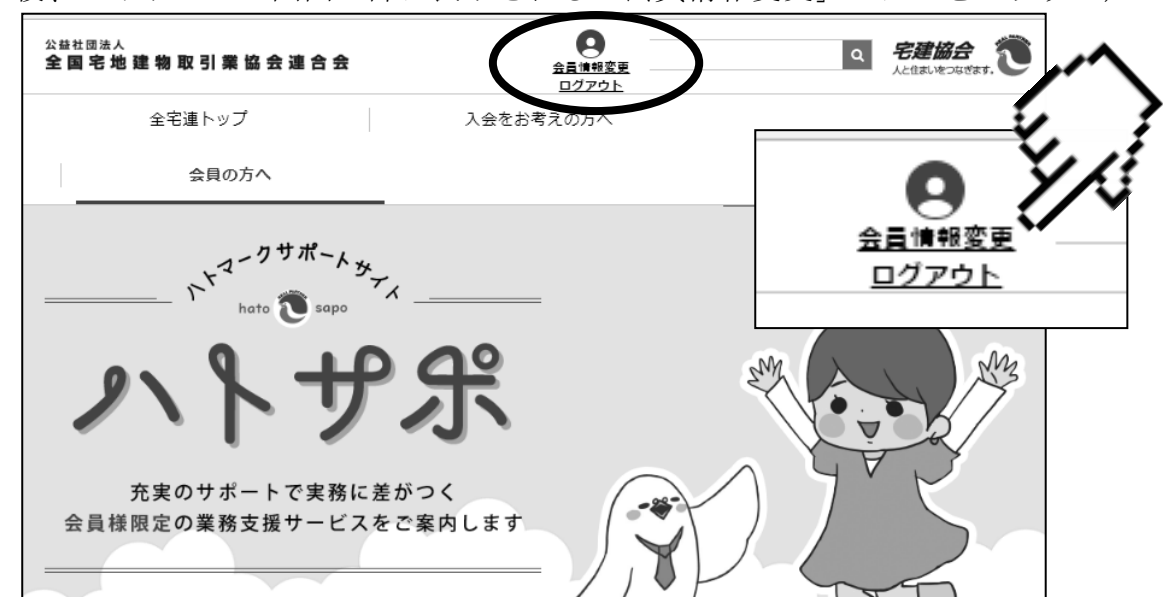 公益社団法人
全国宅地建物取引業協会連合会
会員情報変更
ログアウト
宅建協会
人と住まいをつなぎます。
全宅連トップ
入会をお考えの方へ
会員の方へ
会員情報変更
ログアウト
ハトマークサポートサイト
hato sapo
ハトサポ
充実のサポートで実務に差がつく
会員様限定の業務支援サービスをご案内します